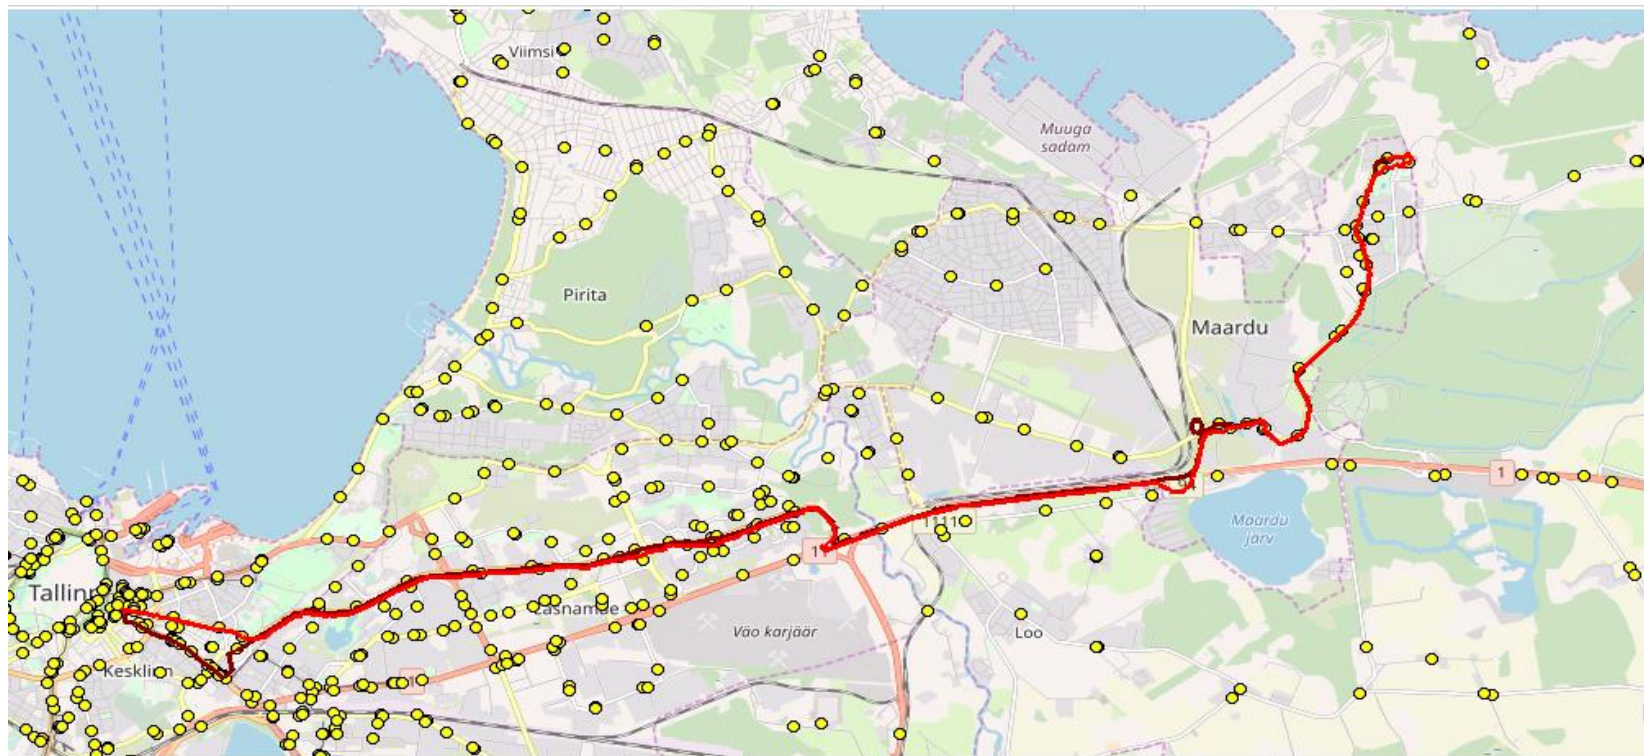 Viimsi
Muuga
sadam
Pirita
Maardu
1
Maardu
järv
1
Tallinn
Lasnamäe
Väo karjäär
Loo
Kesklinn
1